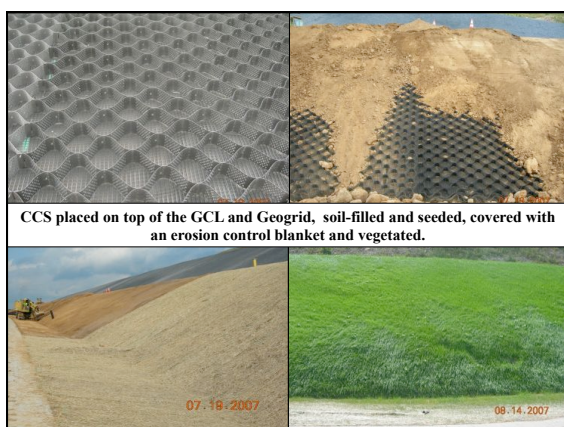 CCS placed on top of the GCL and Geogrid, soil-filled and seeded, covered with
an erosion control blanket and vegetated.
07.19.2007
08.14.2007